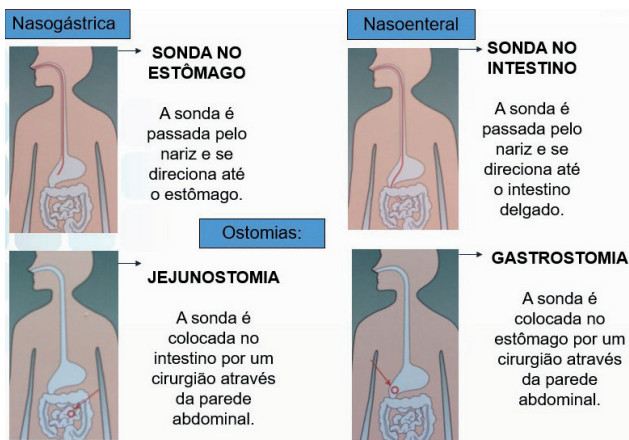 Nasogástrica
SONDA NO
ESTÔMAGO
A sonda é
passada pelo
nariz e se
direciona até
o estômago.
Nasoenteral
SONDA NO
INTESTINO
A sonda é
passada pelo
nariz e se
direciona até
o intestino
delgado.
Ostomias:
JEJUNOSTOMIA
A sonda é
colocada no
intestino por um
cirurgião através
da parede
abdominal.
GASTROSTOMIA
A sonda é
colocada no
estômago por um
cirurgião através
da parede
abdominal.